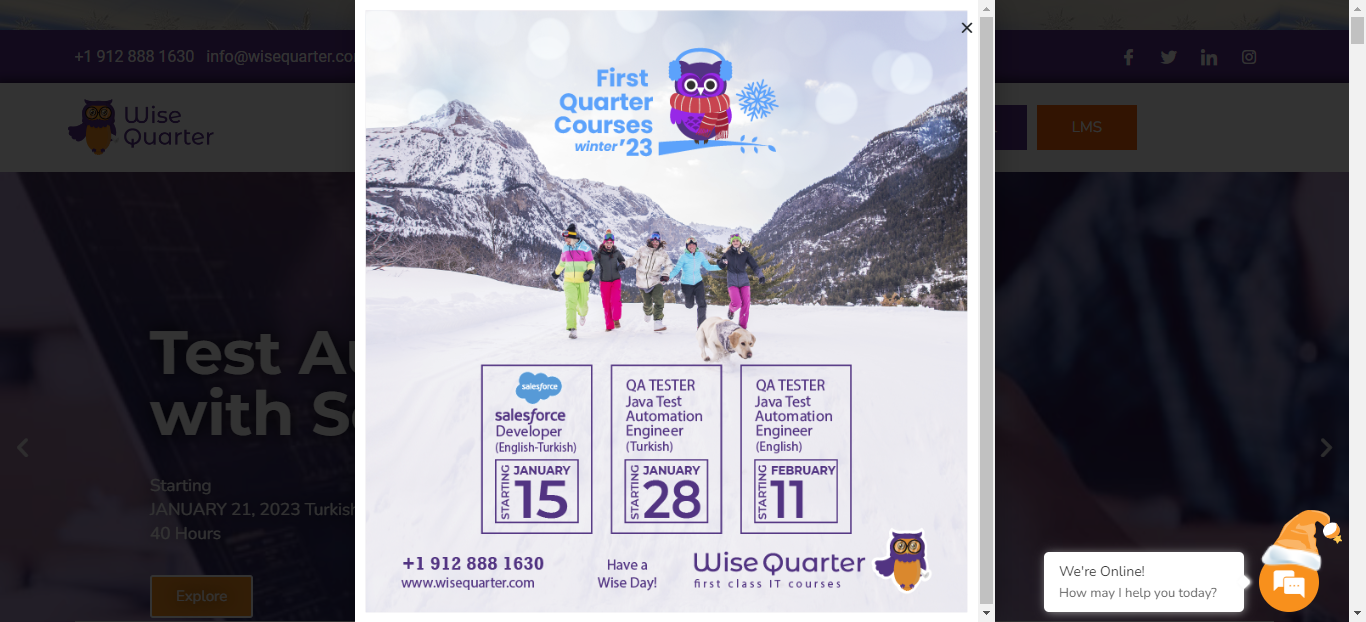 +1 912 888 1630 info@wisequarter.co
Wise
Quarter
LMS
First
Quarter
Courses
winter '23
Test Au
with S
Starting
JANUARY 21, 2023 Turkish
40 Hours
Explore
salesforce
salesforce
Developer
(English-Turkish)
STARTING
JANUARY
15
QA TESTER
Java Test
Automation
Engineer
(Turkish)
STARTING
JANUARY
28
QA TESTER
Java Test
Automation
Engineer
(English)
STARTING
FEBRUARY
11
+1 912 888 1630
www.wisequarter.com
Have a
Wise Day!
Wise Quarter
first class IT courses
We're Online!
How may I help you today?